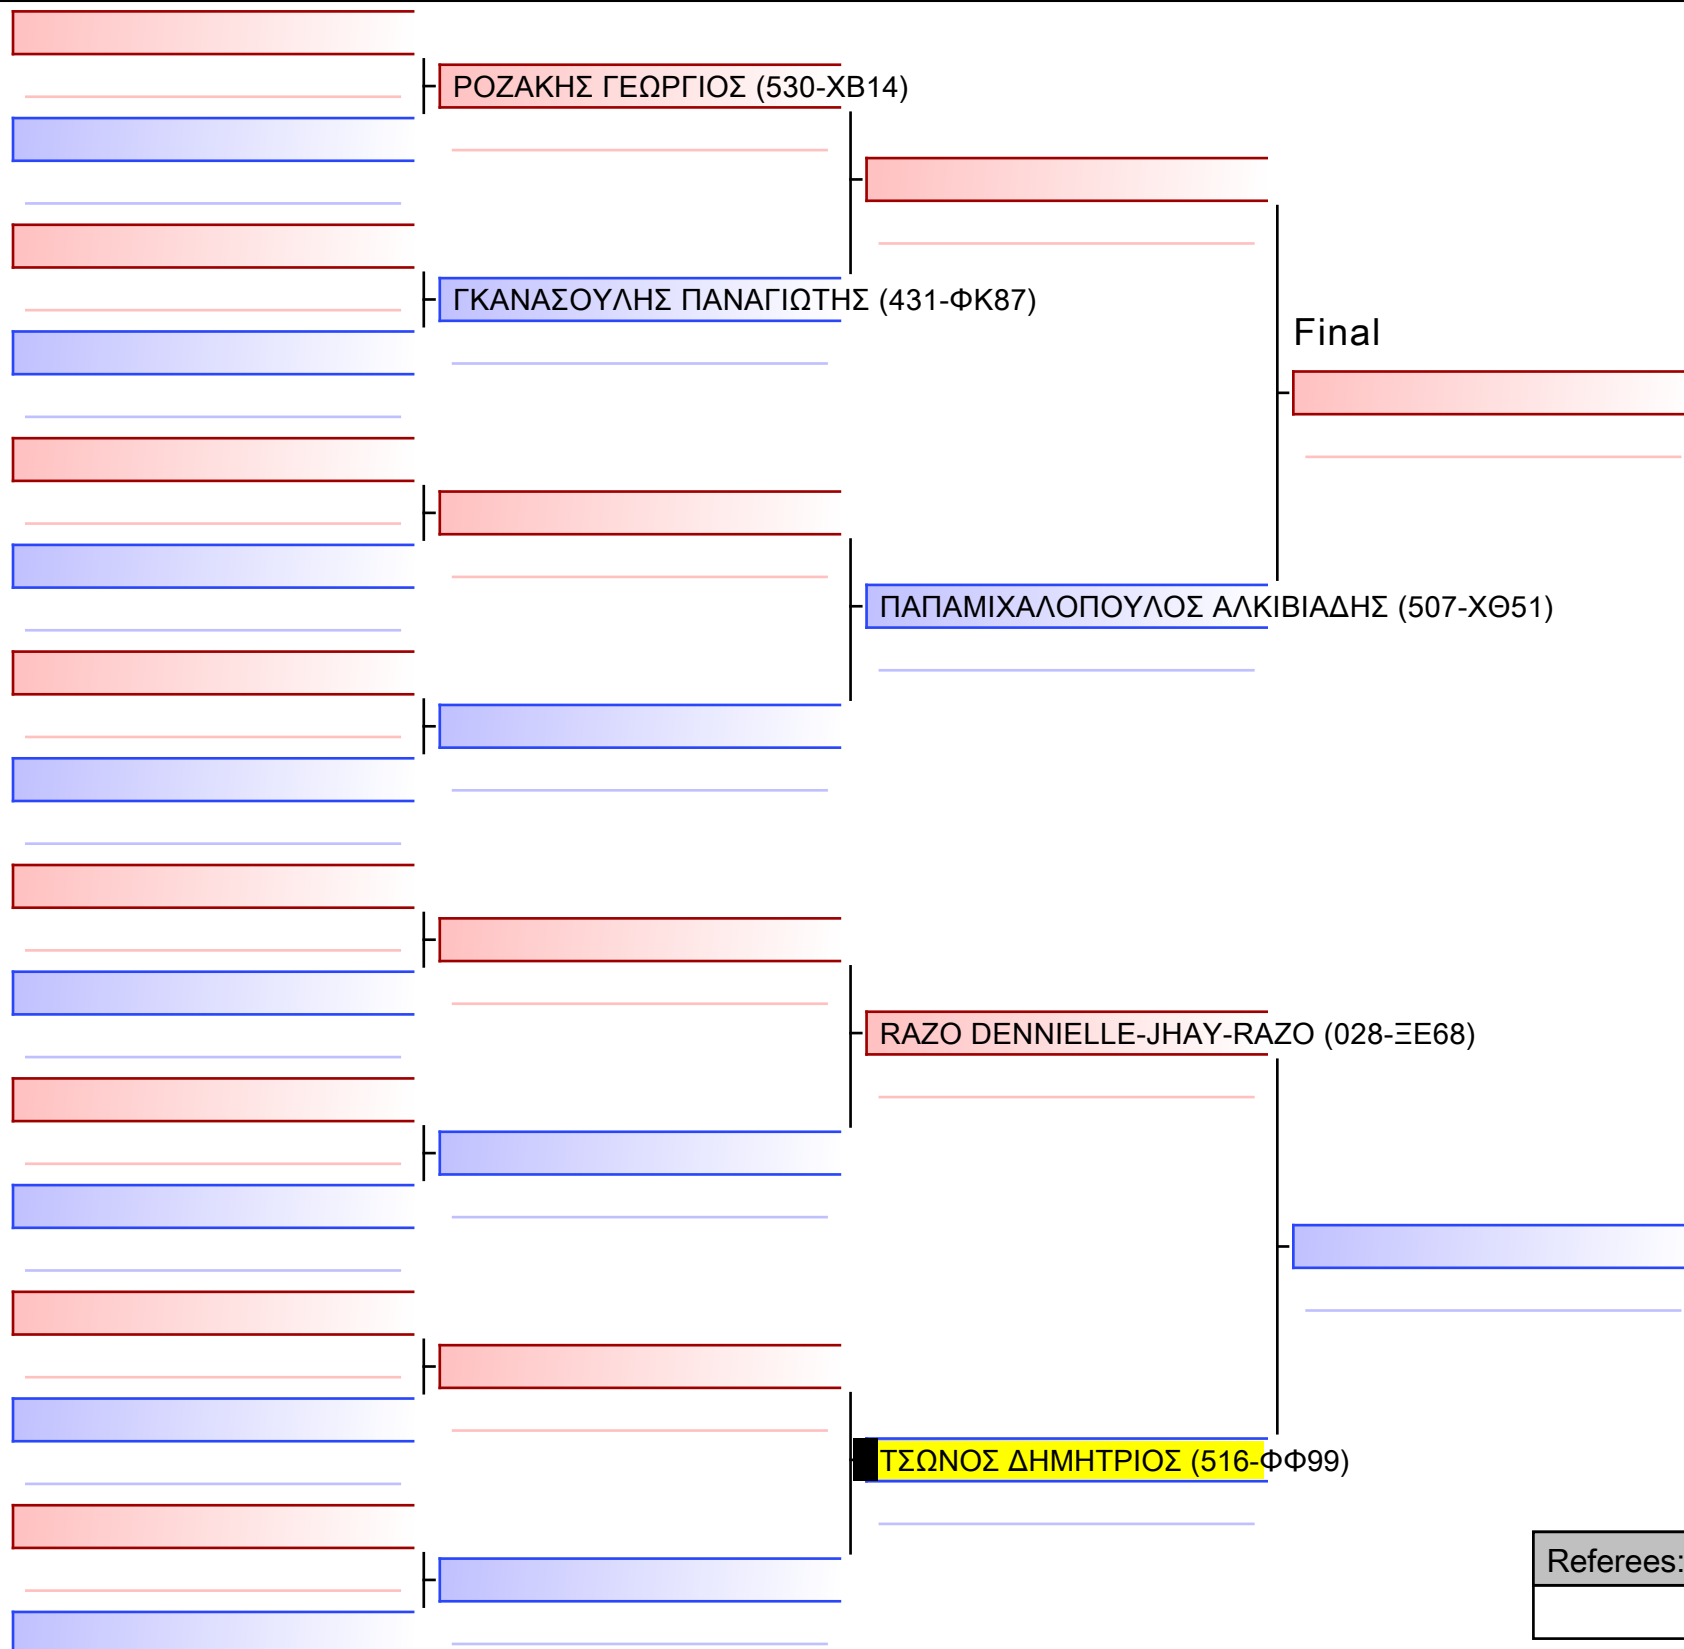 ΡΟΖΑΚΗΣ ΓΕΩΡΓΙΟΣ (530-ΧΒ14)
ΓΚΑΝΑΣΟΥΛΗΣ ΠΑΝΑΓΙΩΤΗΣ (431-ΦΚ87)
Final
ΠΑΠΑΜΙΧΑΛΟΠΟΥΛΟΣ ΑΛΚΙΒΙΑΔΗΣ (507-ΧΘ51)
RAZO DENNIELLE-JHAY-RAZO (028-ΞΕ68)
ΤΣΩΝΟΣ ΔΗΜΗΤΡΙΟΣ (516-ΦΦ99)
Referees: